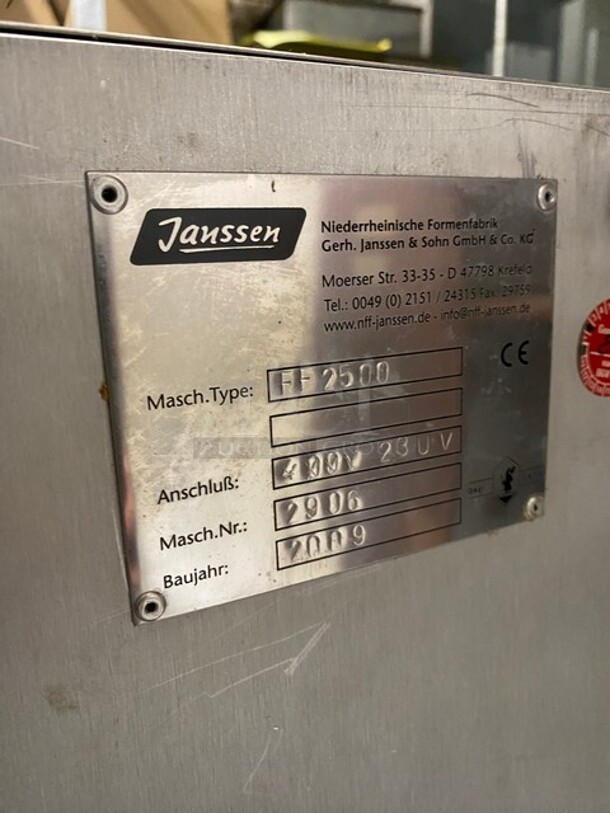 Janssen
Niederrheinische Formenfabrik
Gerh. Janssen & Sohn GmbH & Co. KG
Moerser Str. 33-35 - D 47798 Krefeld
Tel.: 0049 (0) 2151 / 24315 Fax. 29759
www.nff-janssen.de - info@nff-janssen.de
CE
Masch.Type: FF 2500
Anschluß: 400V 230V
Masch.Nr.: 2906
Baujahr: 2009